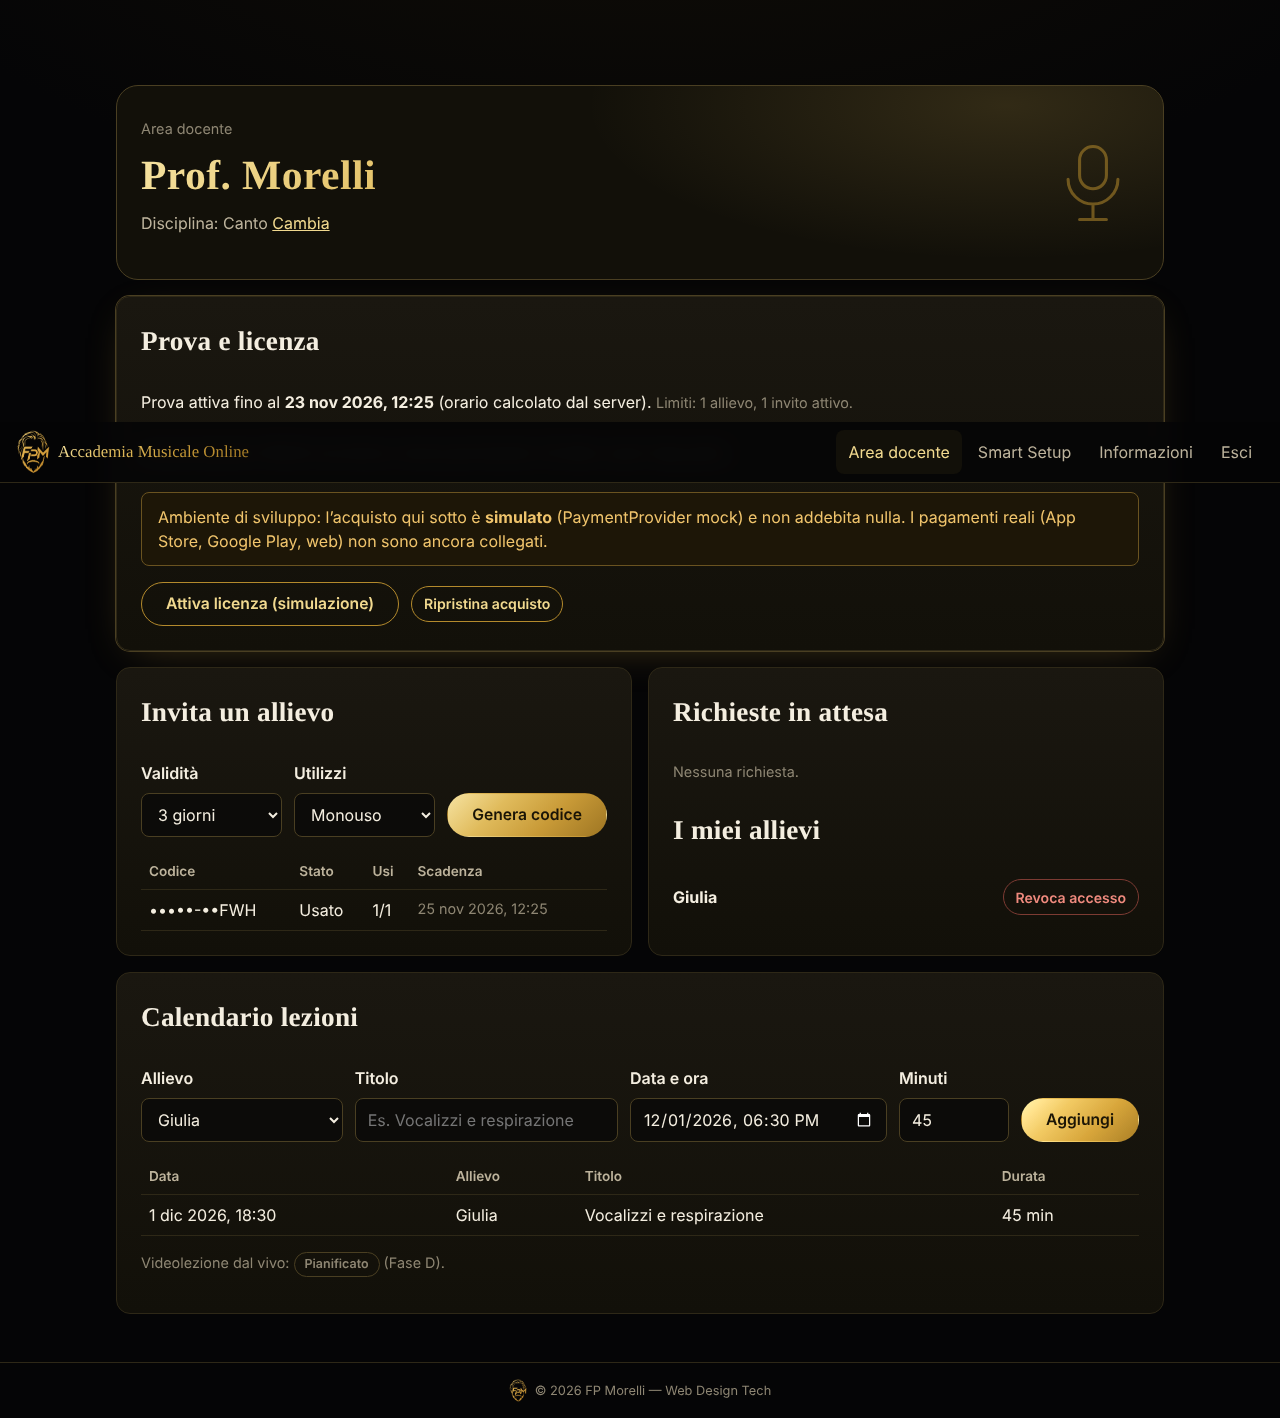 Area docente
Prof. Morelli
Disciplina: Canto Cambia
Prova e licenza
Prova attiva fino al 23 nov 2026, 12:25 (orario calcolato dal server). Limiti: 1 allievo, 1 invito attivo.
FPM Accademia Musicale Online Area docente Smart Setup Informazioni Esci
Ambiente di sviluppo: l’acquisto qui sotto è simulato (PaymentProvider mock) e non addebita nulla. I pagamenti reali (App
Store, Google Play, web) non sono ancora collegati.
Attiva licenza (simulazione) Ripristina acquisto
Invita un allievo
Validità Utilizzi
3 giorni Monouso Genera codice
Codice Stato Usi Scadenza
•••••-••FWH Usato 1/1 25 nov 2026, 12:25
Richieste in attesa
Nessuna richiesta.
I miei allievi
Giulia Revoca accesso
Calendario lezioni
Allievo Titolo Data e ora Minuti
Giulia Es. Vocalizzi e respirazione 12/01/2026, 06:30 PM 45 Aggiungi
Data Allievo Titolo Durata
1 dic 2026, 18:30 Giulia Vocalizzi e respirazione 45 min
Videolezione dal vivo: Pianificato (Fase D).
FPM © 2026 FP Morelli — Web Design Tech